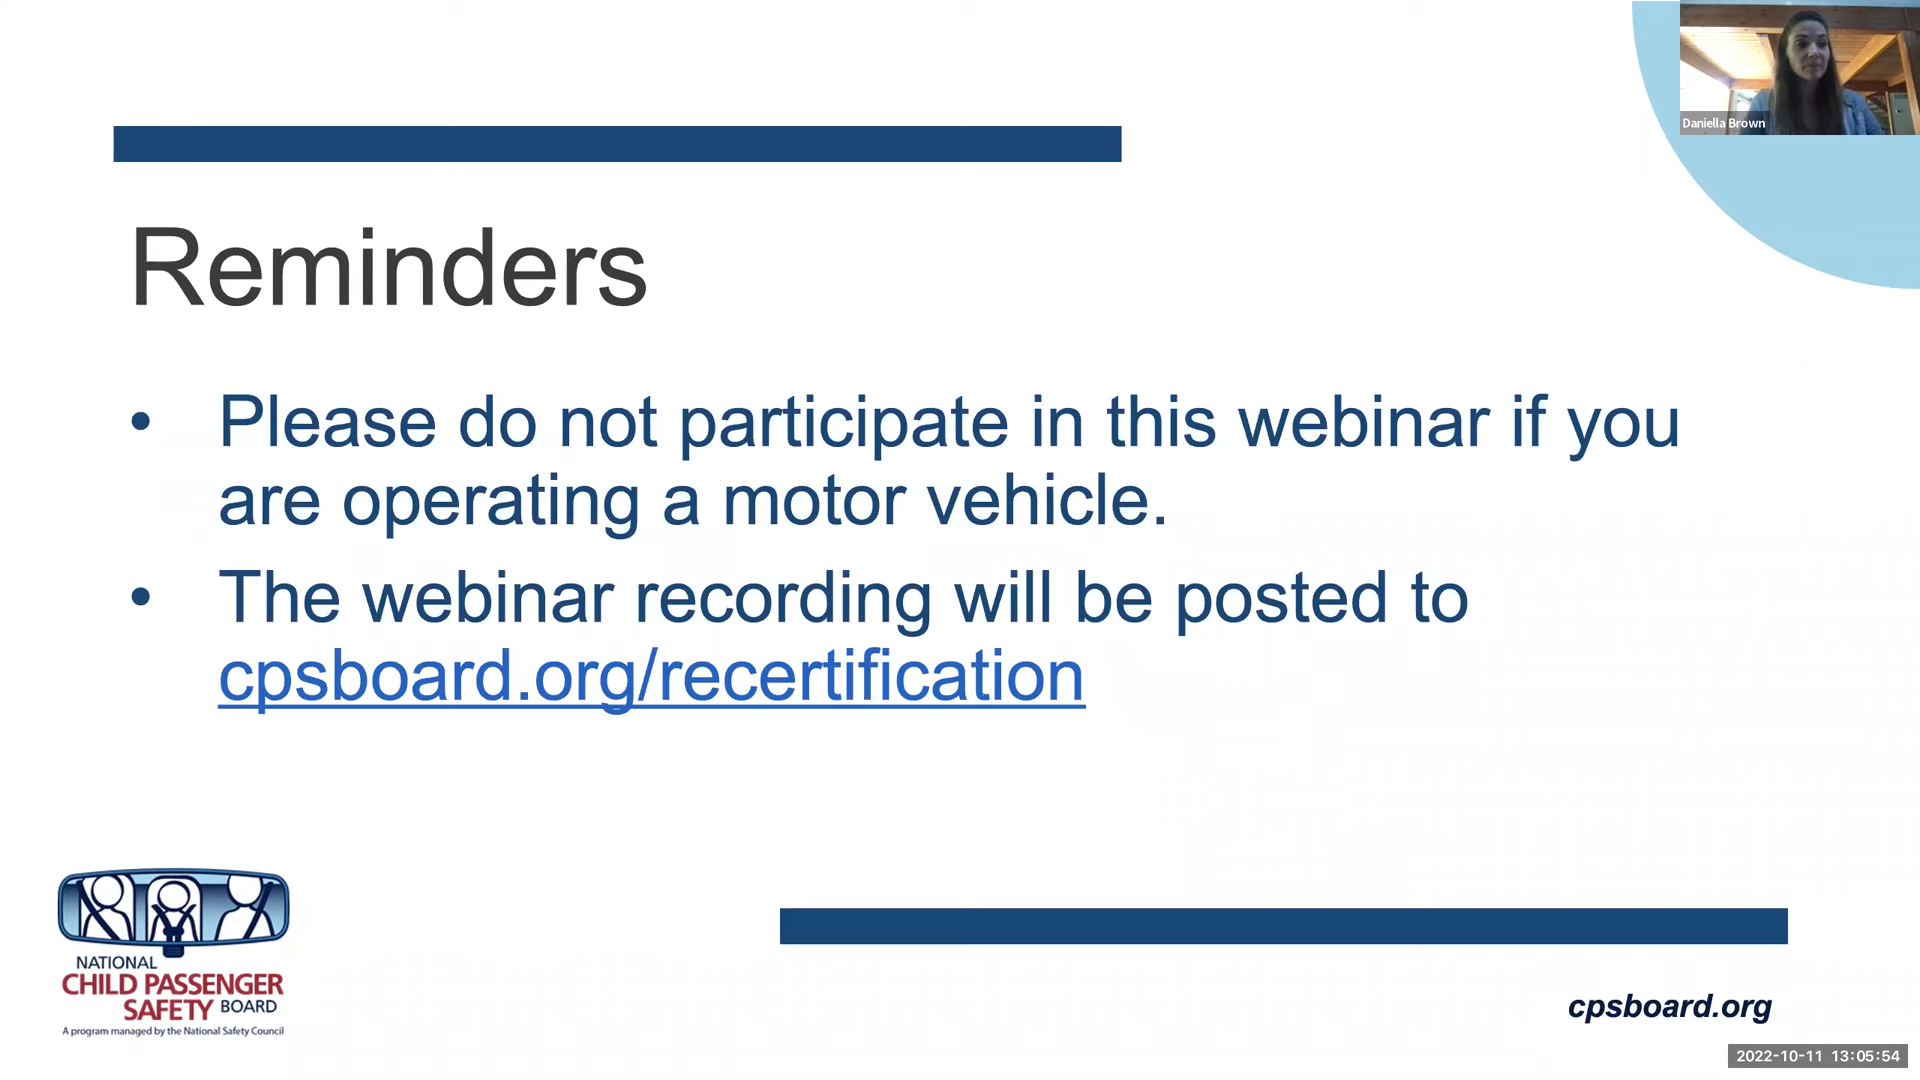 Daniella Brown
Reminders
• Please do not participate in this webinar if you
are operating a motor vehicle.
• The webinar recording will be posted to
cpsboard.org/recertification
NATIONAL
CHILD PASSENGER
SAFETY BOARD
A program managed by the National Safety Council
cpsboard.org
2022-10-11 13:05:54